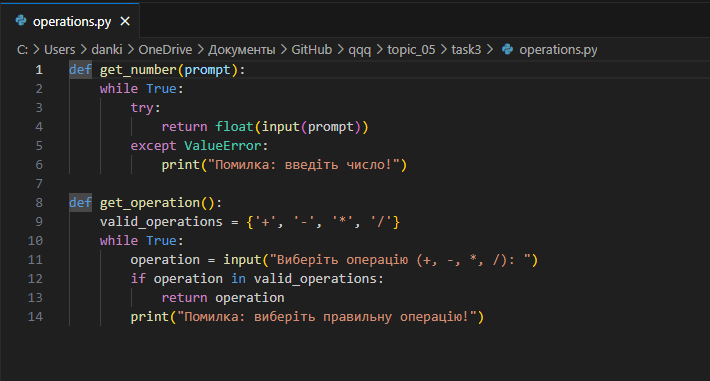 operations.py
C: > Users > danki > OneDrive > Документы > GitHub > qqq > topic_05 > task3 > operations.py
1 def get_number(prompt):
2     while True:
3         try:
4             return float(input(prompt))
5         except ValueError:
6             print("Помилка: введіть число!")
7
8 def get_operation():
9     valid_operations = {'+', '-', '*', '/'}
10     while True:
11         operation = input("Виберіть операцію (+, -, *, /): ")
12         if operation in valid_operations:
13             return operation
14         print("Помилка: виберіть правильну операцію!")